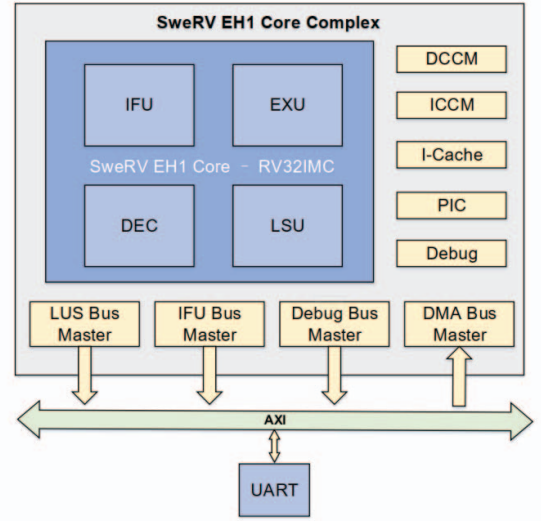 SweRV EH1 Core Complex
IFU
EXU
SweRV EH1 Core - RV32IMC
DEC
LSU
DCCM
ICCM
I-Cache
PIC
Debug
LUS Bus
Master
IFU Bus
Master
Debug Bus
Master
DMA Bus
Master
AXI
UART